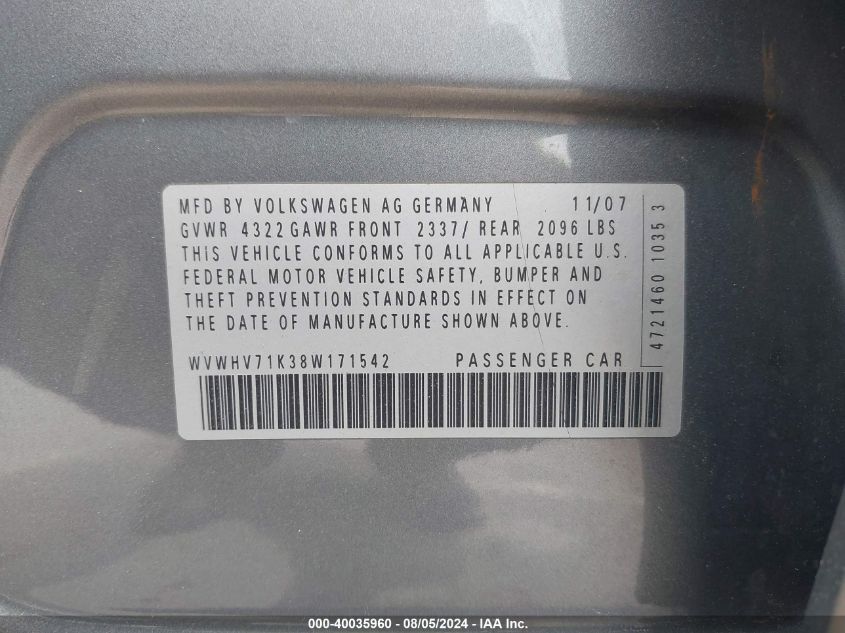 MFD BY VOLKSWAGEN AG GERMANY 11/07
GVWR 4322 GAWR FRONT 2337/ REAR 2096 LBS
THIS VEHICLE CONFORMS TO ALL APPLICABLE U.S.
FEDERAL MOTOR VEHICLE SAFETY, BUMPER AND
THEFT PREVENTION STANDARDS IN EFFECT ON
THE DATE OF MANUFACTURE SHOWN ABOVE.
WVWHV71K38W171542 PASSENGER CAR
4721460 1035 3
000-40035960 - 08/05/2024 - IAA Inc.